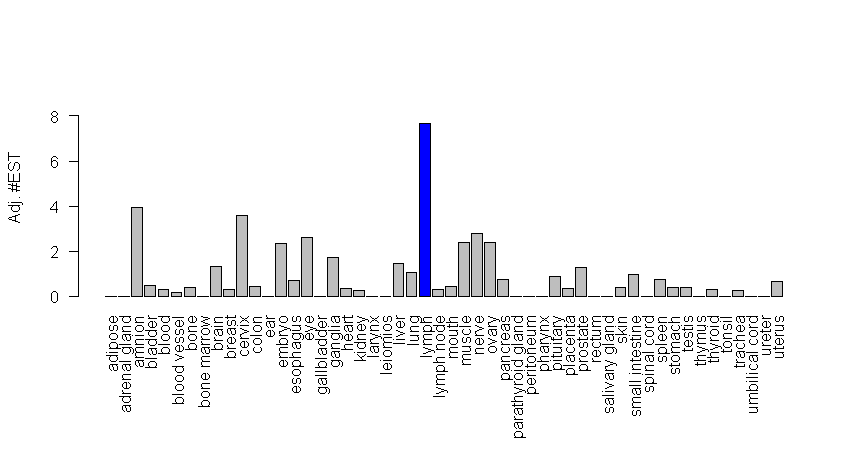 Adj. #EST
8
6
4
2
0
adipose
adrenal gland
amnion
bladder
blood
blood vessel
bone
bone marrow
brain
breast
cervix
colon
ear
embryo
esophagus
eye
gallbladder
ganglia
heart
kidney
larynx
leiomios
liver
lung
lymph
lymph node
mouth
muscle
nerve
ovary
pancreas
parathyroid gland
peritoneum
pharynx
pituitary
placenta
prostate
rectum
salivary gland
skin
small intestine
spinal cord
spleen
stomach
testis
thymus
thyroid
tonsil
trachea
umbilical cord
ureter
uterus